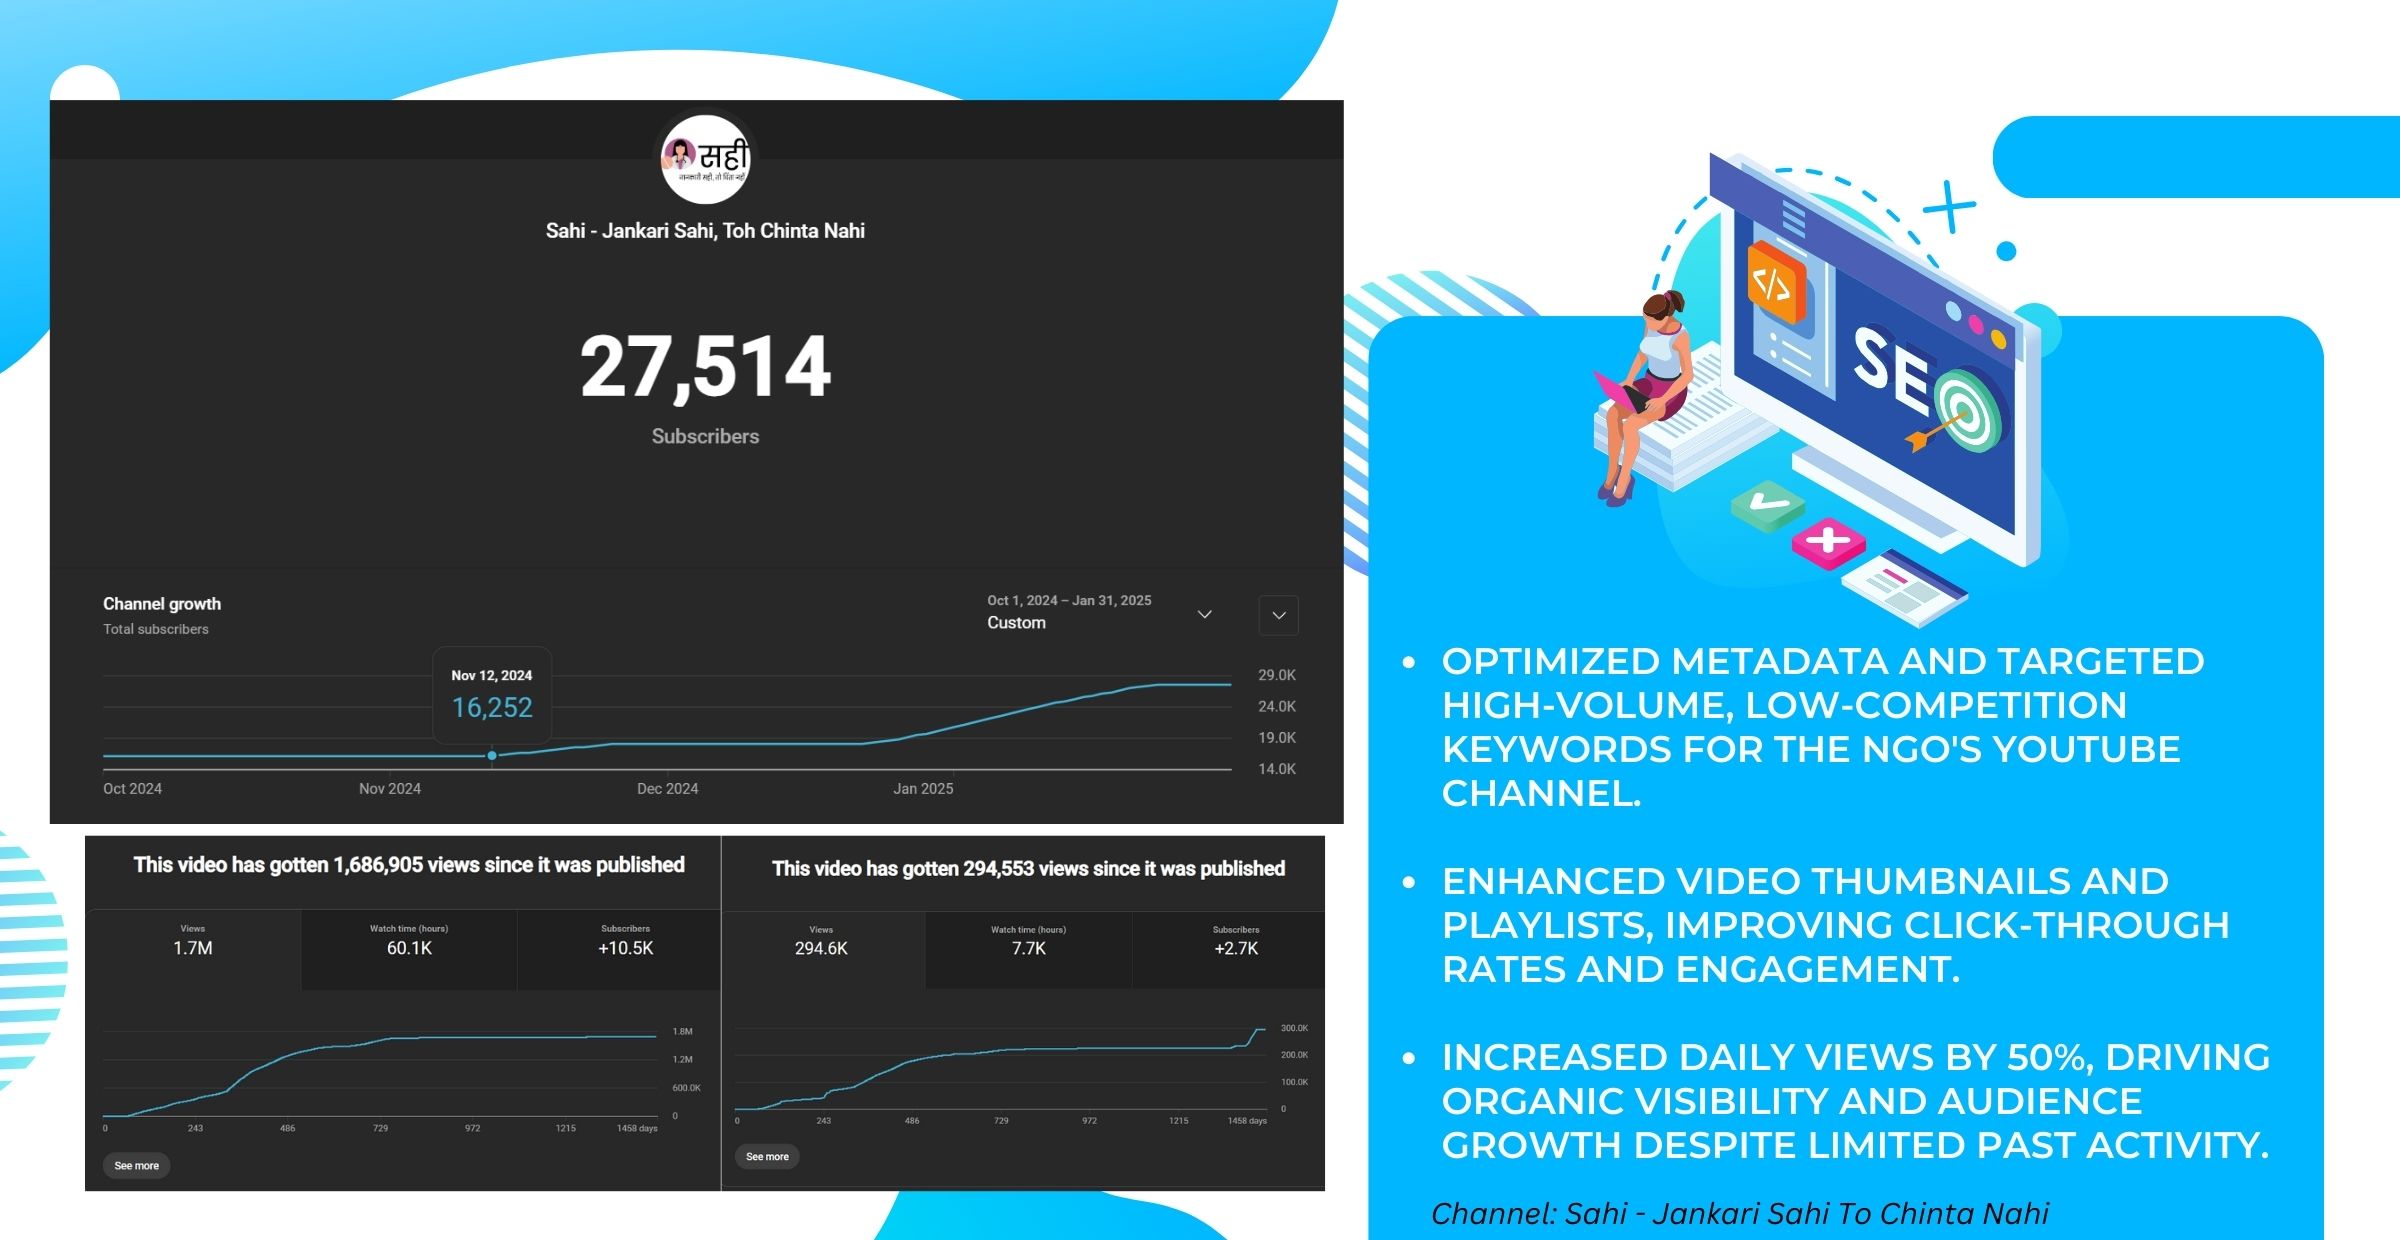 सही
जानकारी सही, तो चिंता नहीं
Sahi - Jankari Sahi, Toh Chinta Nahi
27,514
Subscribers
Channel growth
Total subscribers
Oct 1, 2024 – Jan 31, 2025
Custom
Nov 12, 2024
16,252
29.0K
24.0K
19.0K
14.0K
Oct 2024
Nov 2024
Dec 2024
Jan 2025
This video has gotten 1,686,905 views since it was published
Views
1.7M
Watch time (hours)
60.1K
Subscribers
+10.5K
1.8M
1.2M
600.0K
0
0
243
486
729
972
1215
1458 days
See more
This video has gotten 294,553 views since it was published
Views
294.6K
Watch time (hours)
7.7K
Subscribers
+2.7K
300.0K
200.0K
100.0K
0
0
243
486
729
972
1215
1458 days
See more
</>
SEO
• OPTIMIZED METADATA AND TARGETED
HIGH-VOLUME, LOW-COMPETITION
KEYWORDS FOR THE NGO'S YOUTUBE
CHANNEL.
• ENHANCED VIDEO THUMBNAILS AND
PLAYLISTS, IMPROVING CLICK-THROUGH
RATES AND ENGAGEMENT.
• INCREASED DAILY VIEWS BY 50%, DRIVING
ORGANIC VISIBILITY AND AUDIENCE
GROWTH DESPITE LIMITED PAST ACTIVITY.
Channel: Sahi - Jankari Sahi To Chinta Nahi